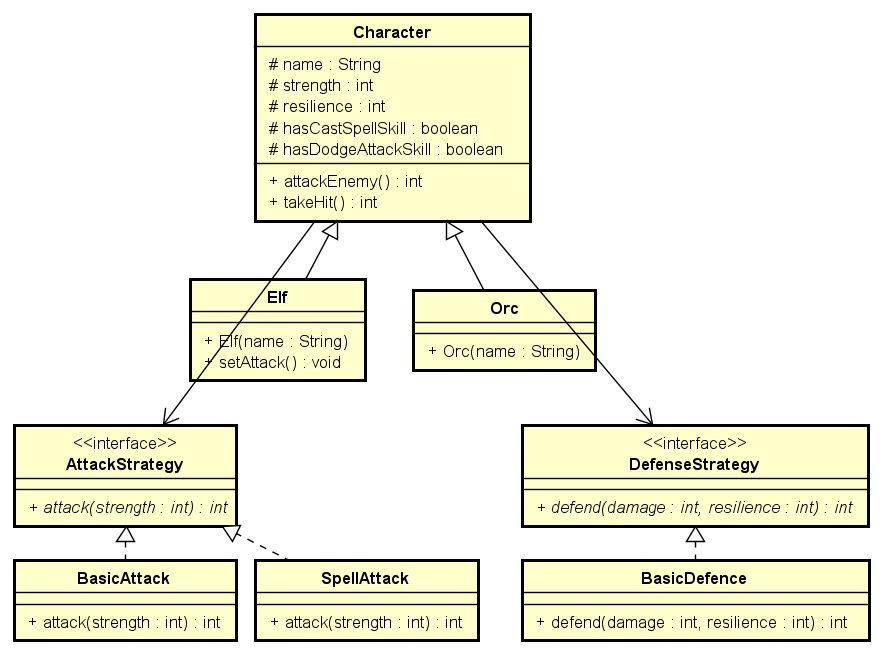 Character
# name : String
# strength : int
# resilience : int
# hasCastSpellSkill : boolean
# hasDodgeAttackSkill : boolean
+ attackEnemy() : int
+ takeHit() : int
Elf
+ Elf(name : String)
+ setAttack() : void
Orc
+ Orc(name : String)
<<interface>>
AttackStrategy
+ attack(strength : int) : int
<<interface>>
DefenseStrategy
+ defend(damage : int, resilience : int) : int
BasicAttack
+ attack(strength : int) : int
SpellAttack
+ attack(strength : int) : int
BasicDefence
+ defend(damage : int, resilience : int) : int